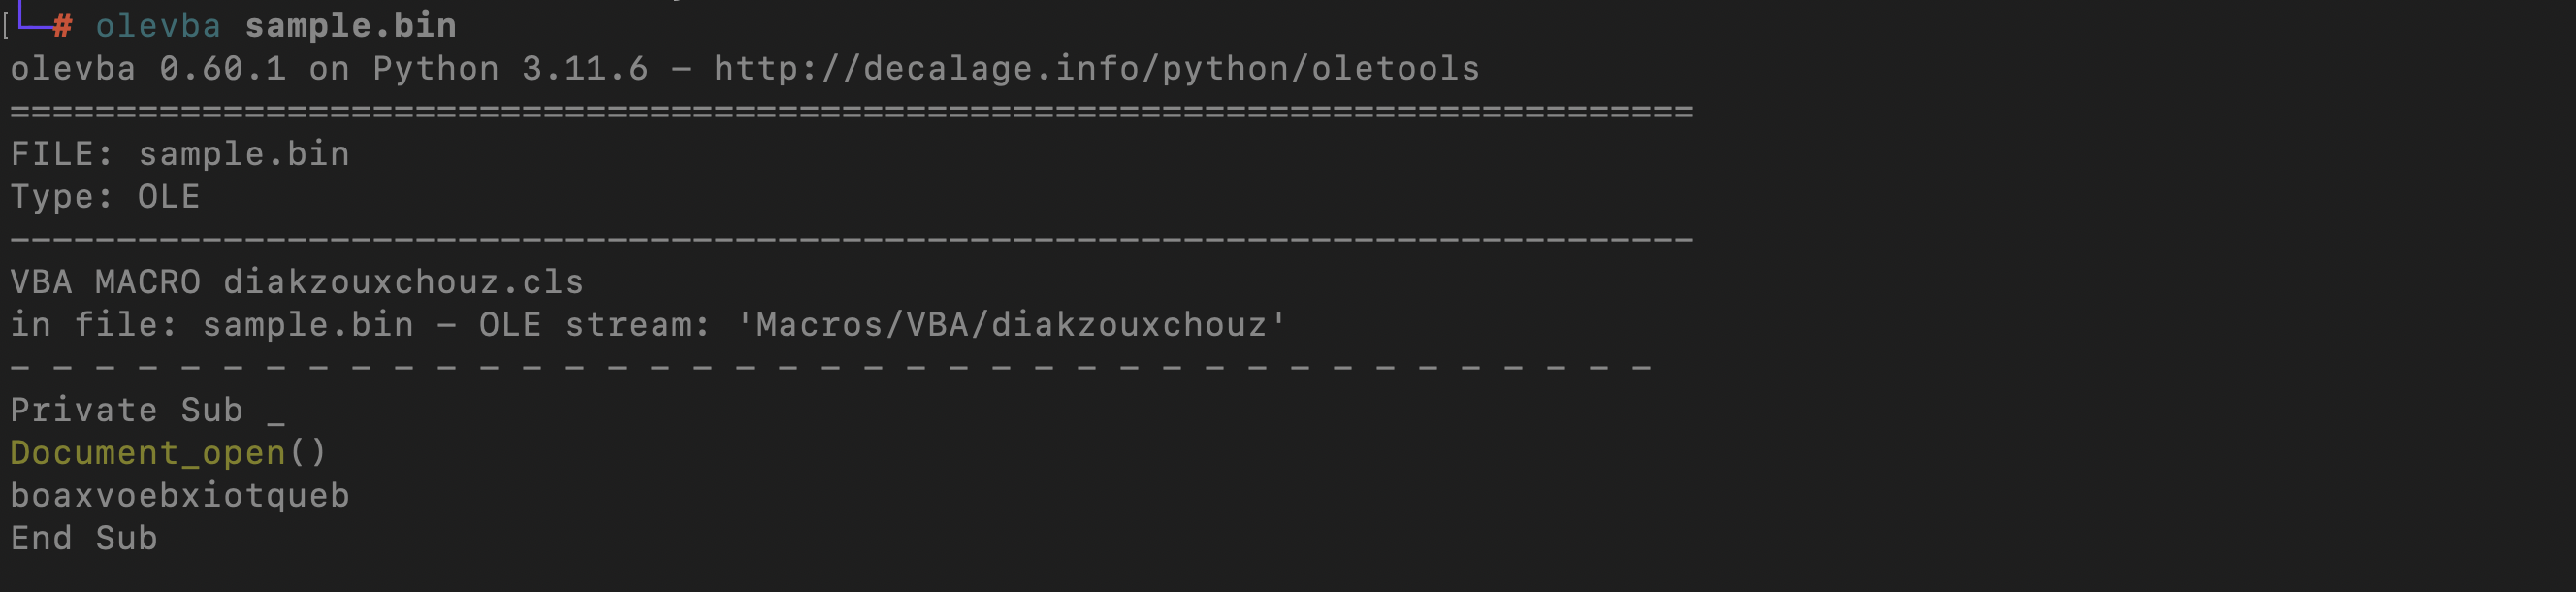 [└─# olevba sample.bin
olevba 0.60.1 on Python 3.11.6 - http://decalage.info/python/oletools
===============================================================================
FILE: sample.bin
Type: OLE
-------------------------------------------------------------------------------
VBA MACRO diakzouxchouz.cls
in file: sample.bin - OLE stream: 'Macros/VBA/diakzouxchouz'
- - - - - - - - - - - - - - - - - - - - - - - - - - - - - - - - - - - - - - -
Private Sub _
Document_open()
boaxvoebxiotqueb
End Sub